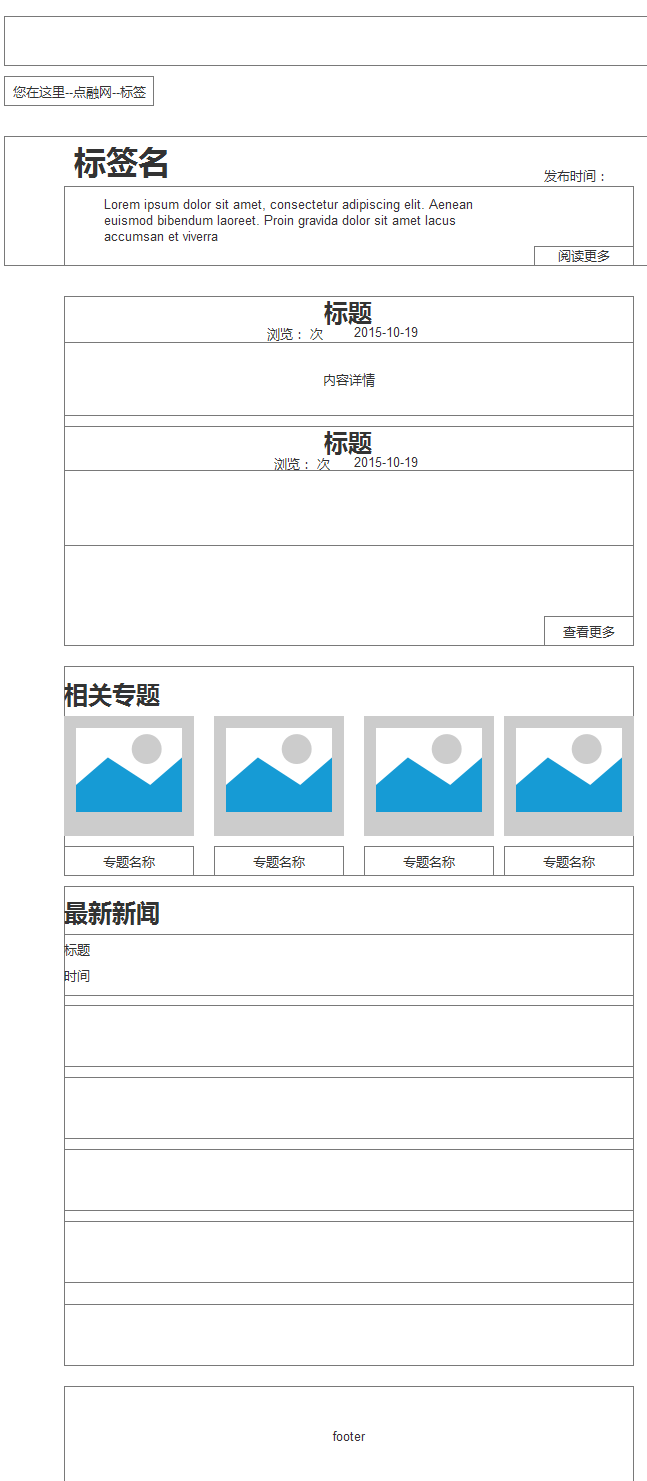 您在这里--点融网--标签
标签名
发布时间：
Lorem ipsum dolor sit amet, consectetur adipiscing elit. Aenean
euismod bibendum laoreet. Proin gravida dolor sit amet lacus
accumsan et viverra
阅读更多
标题
浏览： 次 2015-10-19
内容详情
标题
浏览： 次 2015-10-19
查看更多
相关专题
专题名称 专题名称 专题名称 专题名称
最新新闻
标题
时间
footer